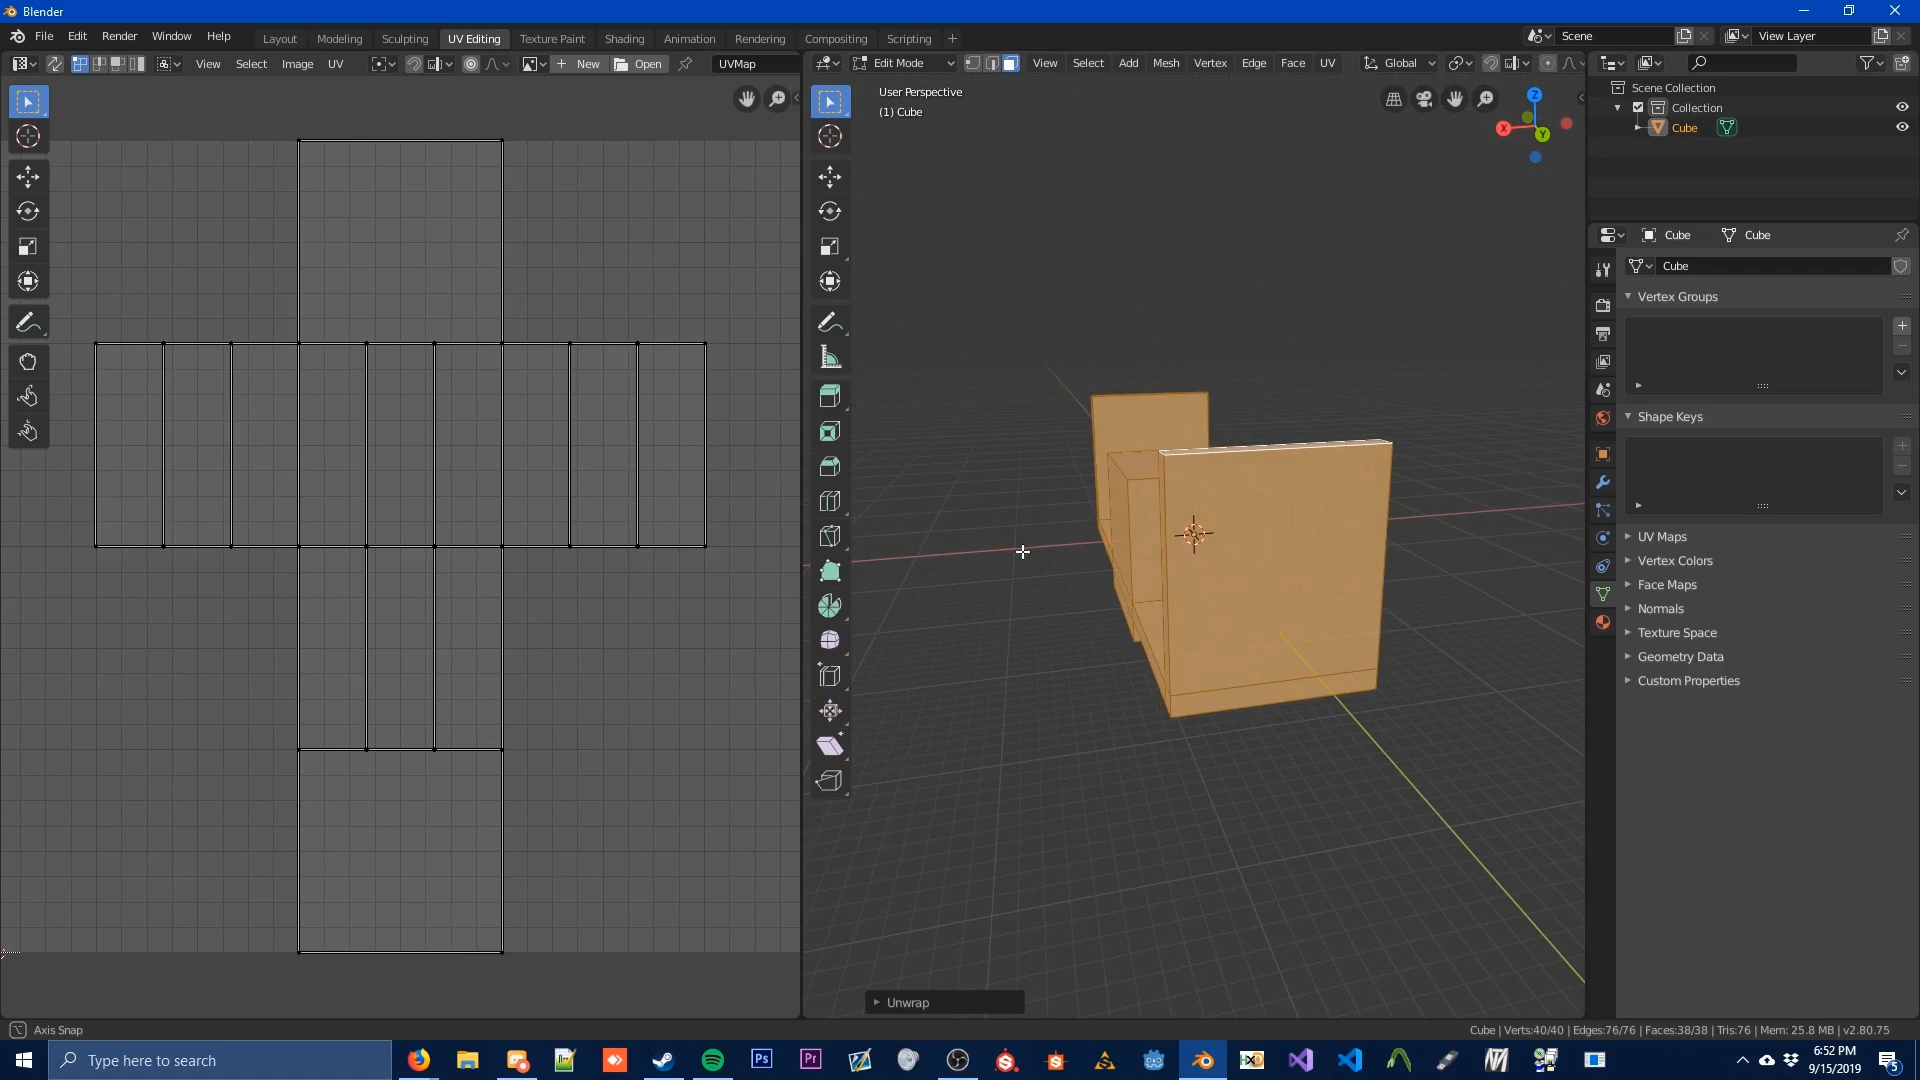 Blender
File Edit Render Window Help
Layout Modeling Sculpting UV Editing Texture Paint Shading Animation Rendering Compositing Scripting +
Scene
View Layer
View Select Image UV
New
Open
UVMap
Edit Mode
View Select Add Mesh Vertex Edge Face UV
Global
User Perspective
(1) Cube
Z
X
Y
Scene Collection
Collection
Cube
Cube
Cube
Cube
Vertex Groups
Shape Keys
UV Maps
Vertex Colors
Face Maps
Normals
Texture Space
Geometry Data
Custom Properties
Unwrap
Axis Snap
Cube | Verts:40/40 | Edges:76/76 | Faces:38/38 | Tris:76 | Mem: 25.8 MB | v2.80.75
Type here to search
Ps
Pr
6:52 PM
9/15/2019
5